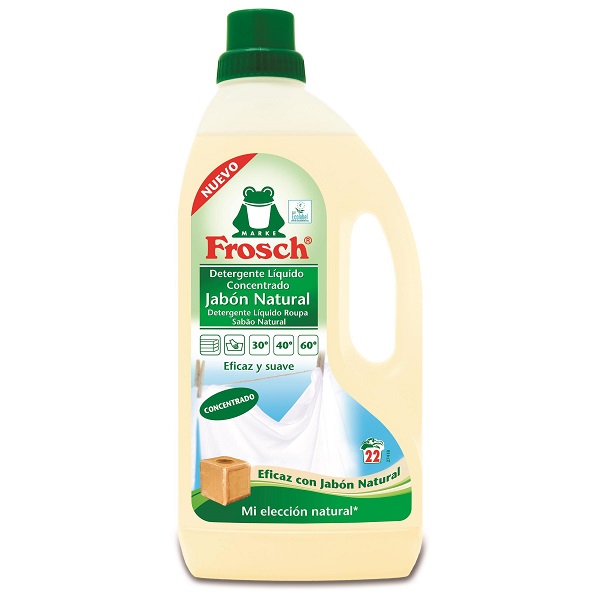 NUEVO
MARKE
Frosch®
Ecolabel
Detergente Líquido
Concentrado
Jabón Natural
Detergente Líquido Roupa
Sabão Natural
30° 40° 60°
Eficaz y suave
CONCENTRADO
22
Eficaz con Jabón Natural
Mi elección natural*